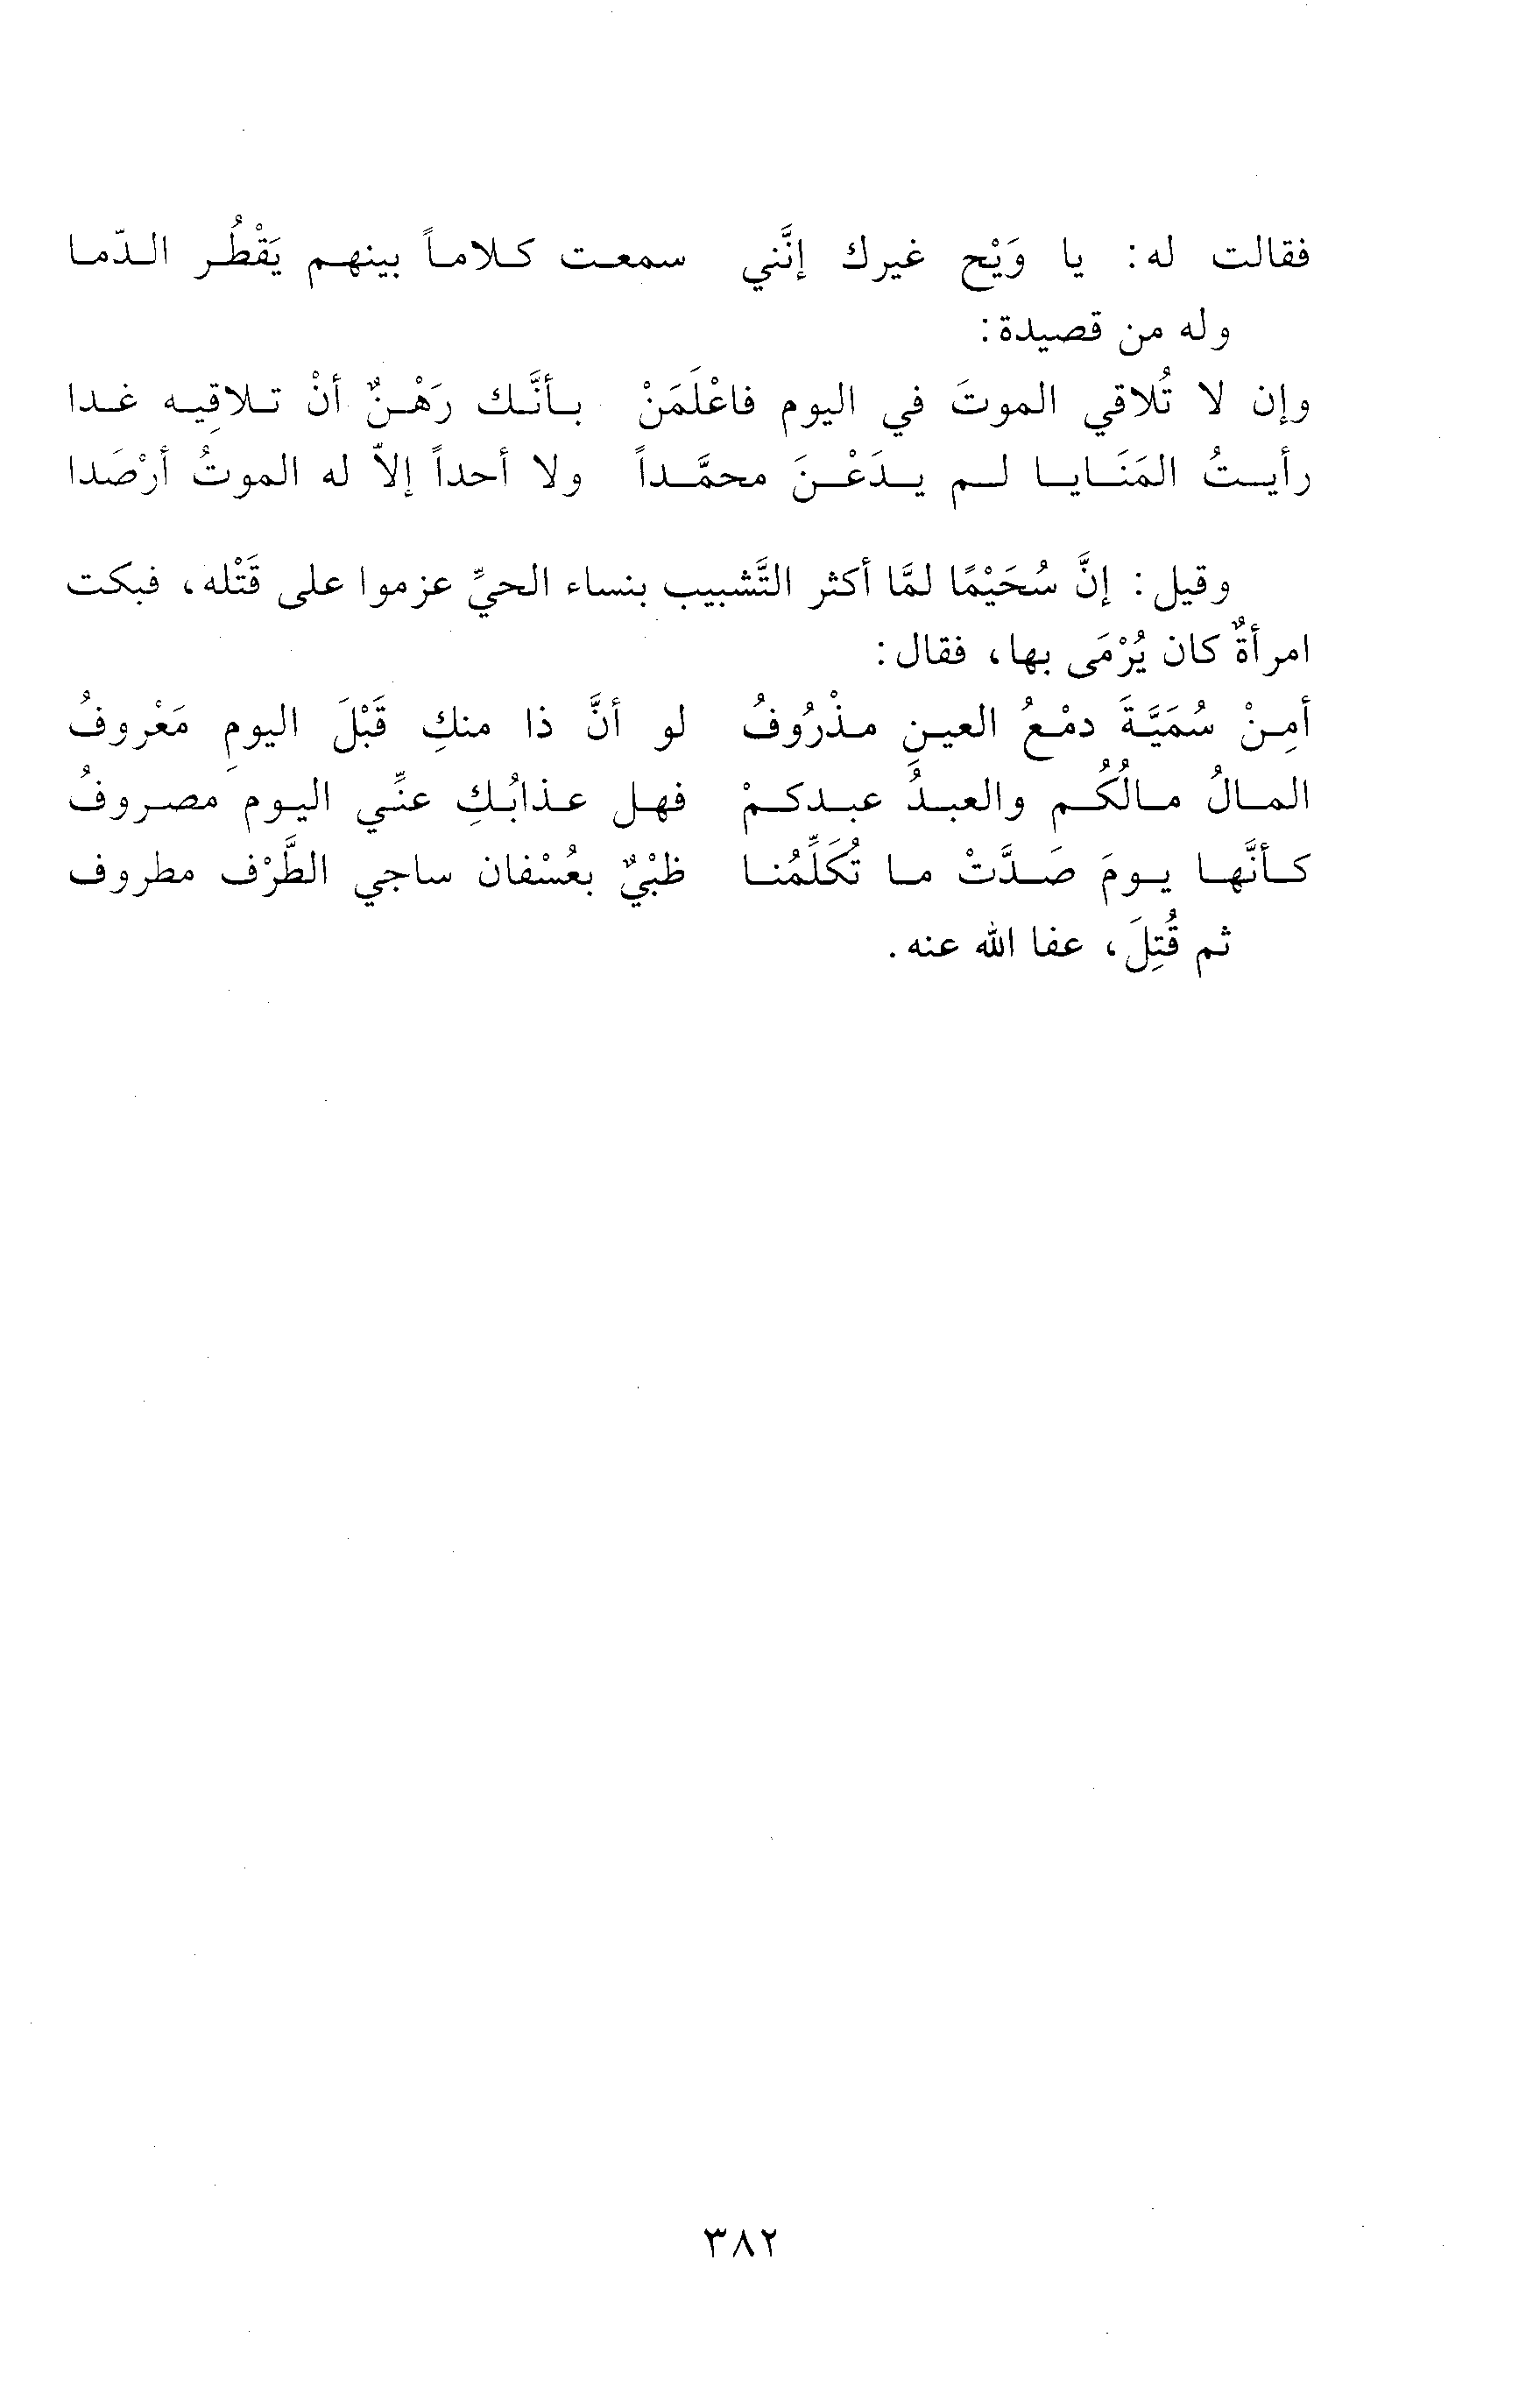 فقالت له: يا وَيْح غيرك إنَّني سمعت كلاماً بينهم يَقْطُر الدّما
وله من قصيدة:
وإن لا تُلاقي الموتَ في اليوم فاعْلَمَنْ بأنَّك رَهْنٌ أنْ تلاقِيه غدا
رأيتُ المَنَايا لم يدَعْنَ محمَّداً ولا أحداً إلاّ له الموتُ أرْصَدا
وقيل: إنَّ سُحَيْمًا لمَّا أكثر التَّشبيب بنساء الحيِّ عزموا على قَتْله، فبكت
امرأةٌ كان يُرْمَى بها، فقال:
أمِنْ سُمَيَّةَ دمْعُ العينِ مذْرُوفُ لو أنَّ ذا منكِ قَبْلَ اليومِ مَعْروفُ
المالُ مالُكُم والعبدُ عبدكمْ فهل عذابُكِ عنِّي اليوم مصروفُ
كأنَّها يومَ صَدَّتْ ما تُكَلِّمُنا ظبْيٌ بعُسْفان ساجي الطَّرْف مطروف
ثم قُتِلَ، عفا الله عنه.
٣٨٢